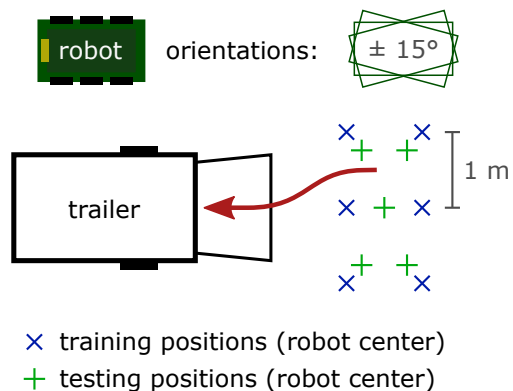 robot orientations: ± 15°
1 m
trailer
training positions (robot center)
testing positions (robot center)